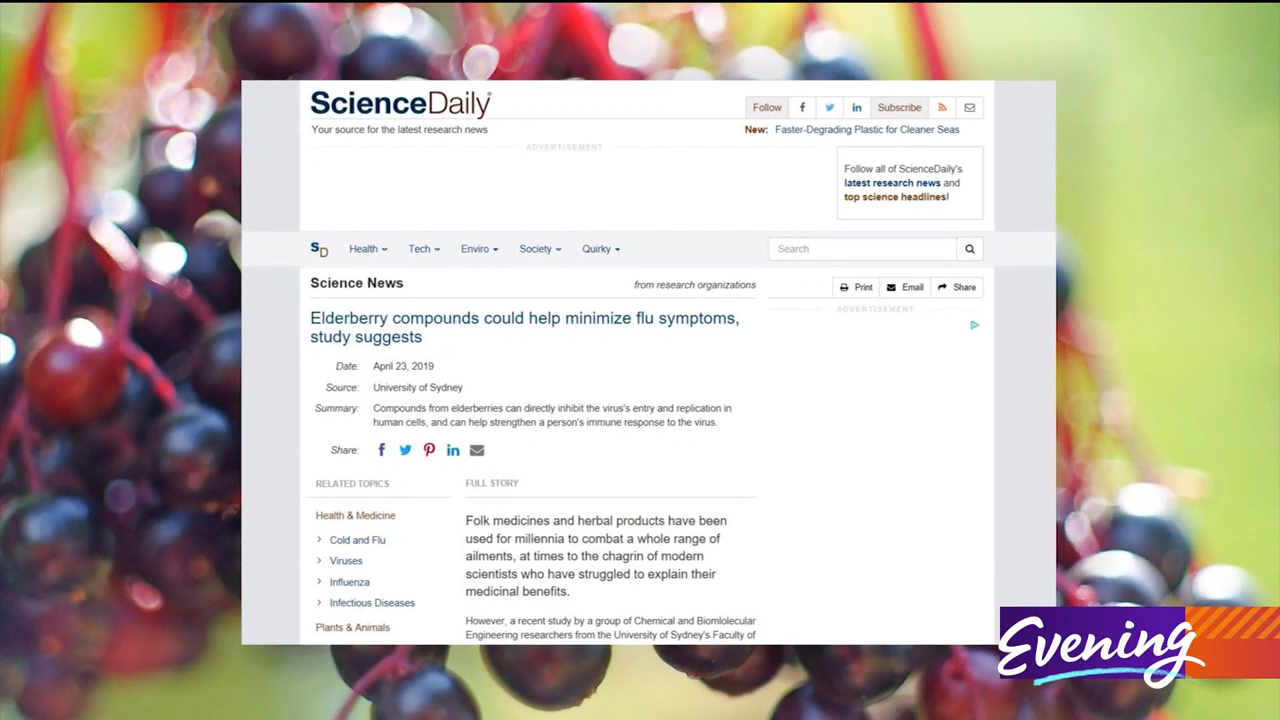 ScienceDaily®
Your source for the latest research news
Follow
Subscribe
New: Faster-Degrading Plastic for Cleaner Seas
ADVERTISEMENT
Follow all of ScienceDaily's
latest research news and
top science headlines!
SD
Health
Tech
Enviro
Society
Quirky
Search
Science News
from research organizations
Print
Email
Share
ADVERTISEMENT
Elderberry compounds could help minimize flu symptoms,
study suggests
Date: April 23, 2019
Source: University of Sydney
Summary: Compounds from elderberries can directly inhibit the virus's entry and replication in
human cells, and can help strengthen a person's immune response to the virus.
Share:
RELATED TOPICS
Health & Medicine
> Cold and Flu
> Viruses
> Influenza
> Infectious Diseases
Plants & Animals
FULL STORY
Folk medicines and herbal products have been
used for millennia to combat a whole range of
ailments, at times to the chagrin of modern
scientists who have struggled to explain their
medicinal benefits.
However, a recent study by a group of Chemical and Biomlolecular
Engineering researchers from the University of Sydney's Faculty of
Evening